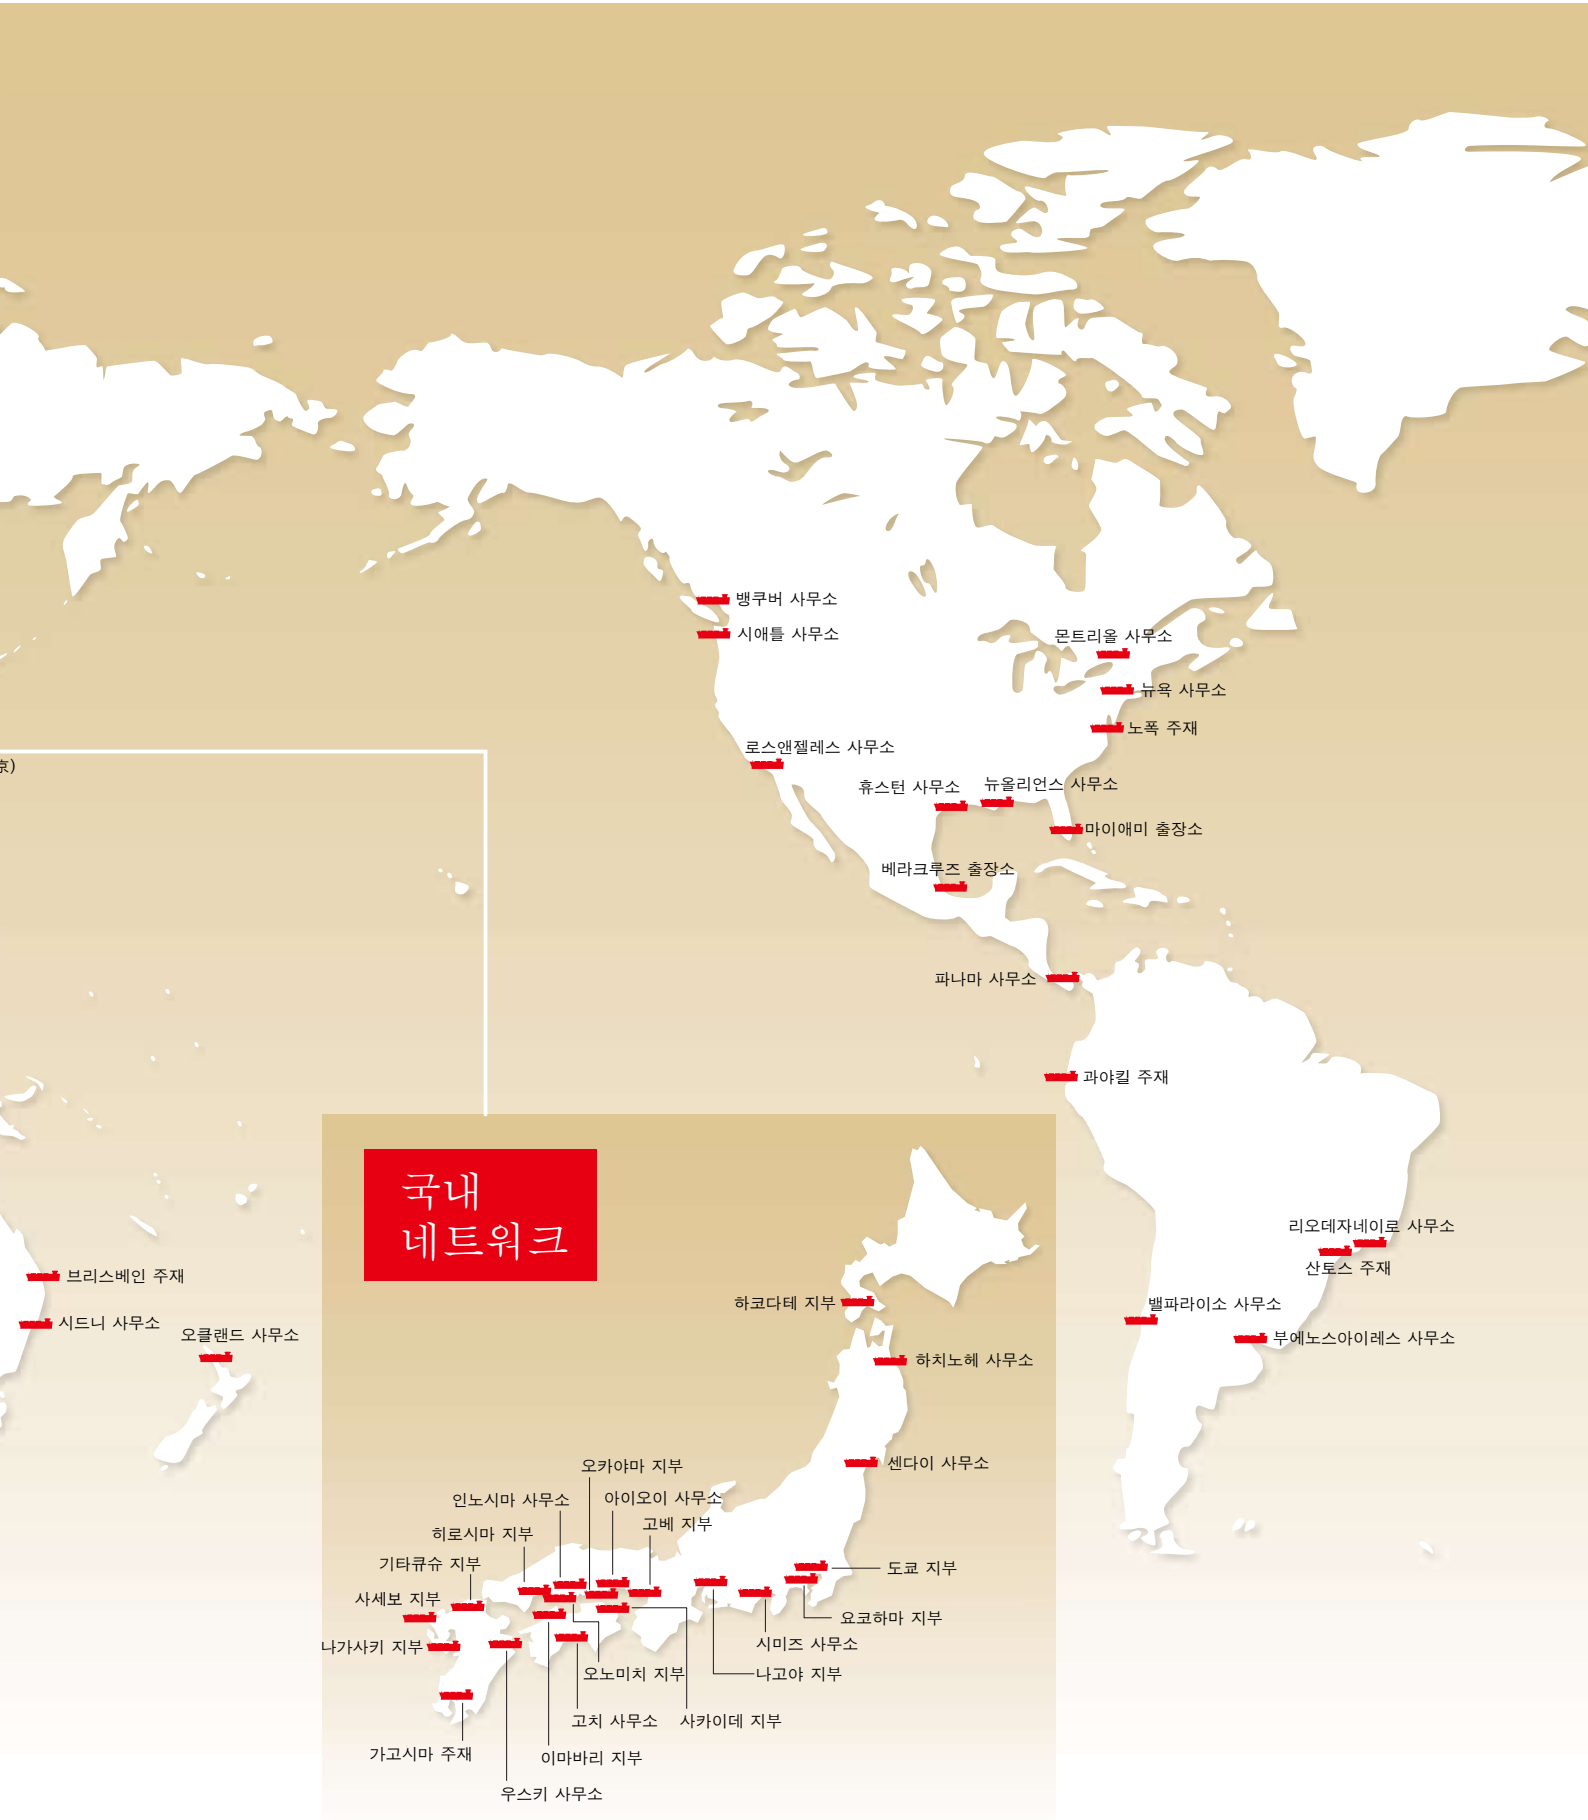 뱅쿠버 사무소
시애틀 사무소
몬트리올 사무소
뉴욕 사무소
노폭 주재
로스앤젤레스 사무소
京)
휴스턴 사무소
뉴올리언스 사무소
마이애미 출장소
베라크루즈 출장소
파나마 사무소
과야킬 주재
리오데자네이로 사무소
산토스 주재
밸파라이소 사무소
부에노스아이레스 사무소
브리스베인 주재
시드니 사무소
오클랜드 사무소
국내
네트워크
하코다테 지부
하치노헤 사무소
센다이 사무소
오카야마 지부
인노시마 사무소
아이오이 사무소
고베 지부
히로시마 지부
기타큐슈 지부
사세보 지부
나가사키 지부
도쿄 지부
요코하마 지부
시미즈 사무소
나고야 지부
오노미치 지부
고치 사무소
사카이데 지부
가고시마 주재
이마바리 지부
우스키 사무소